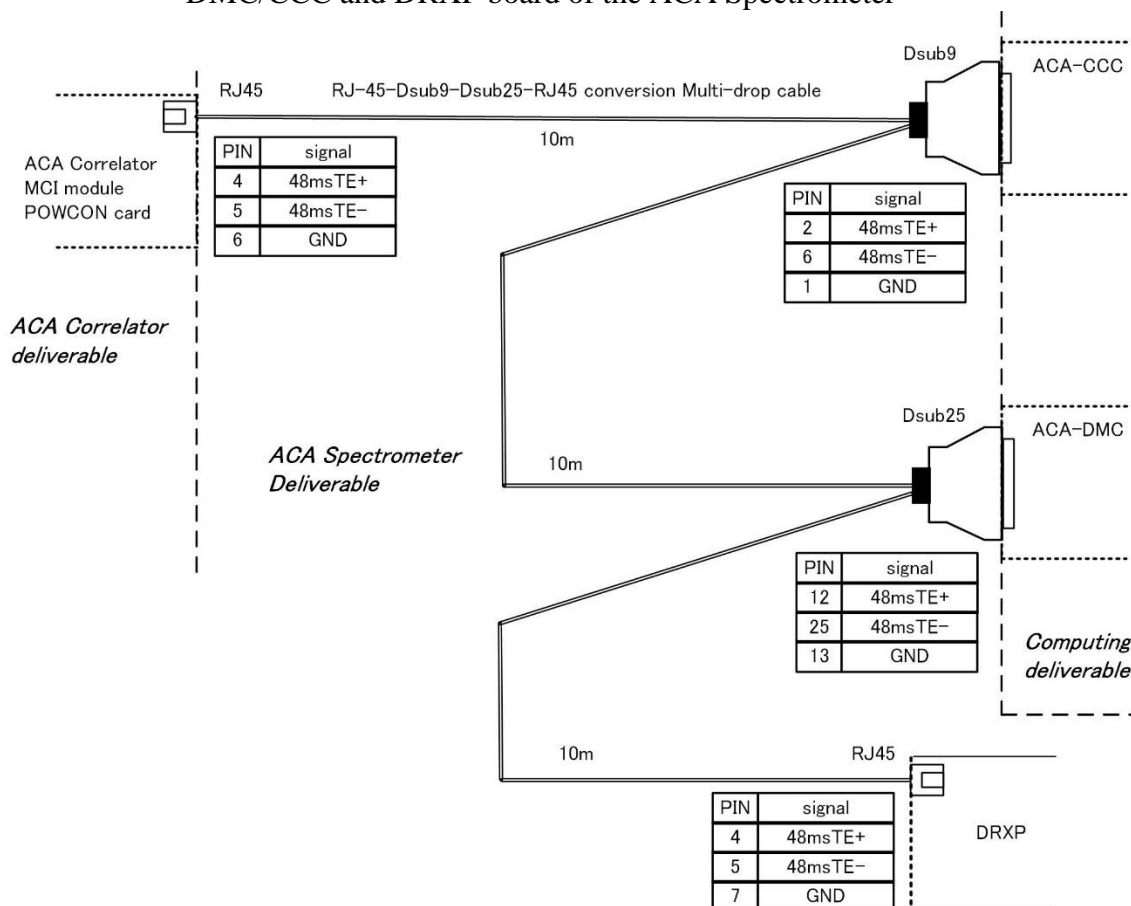 DMC/CCC and DRXP board of the ACA Spectrometer
Dsub9
ACA-CCC
RJ45
RJ-45-Dsub9-Dsub25-RJ45 conversion Multi-drop cable
10m
ACA Correlator
MCI module
POWCON card
PIN signal
4 48msTE+
5 48msTE-
6 GND
PIN signal
2 48msTE+
6 48msTE-
1 GND
ACA Correlator
deliverable
Dsub25
ACA-DMC
ACA Spectrometer
Deliverable
10m
PIN signal
12 48msTE+
25 48msTE-
13 GND
Computing
deliverable
10m
RJ45
PIN signal
4 48msTE+
5 48msTE-
7 GND
DRXP